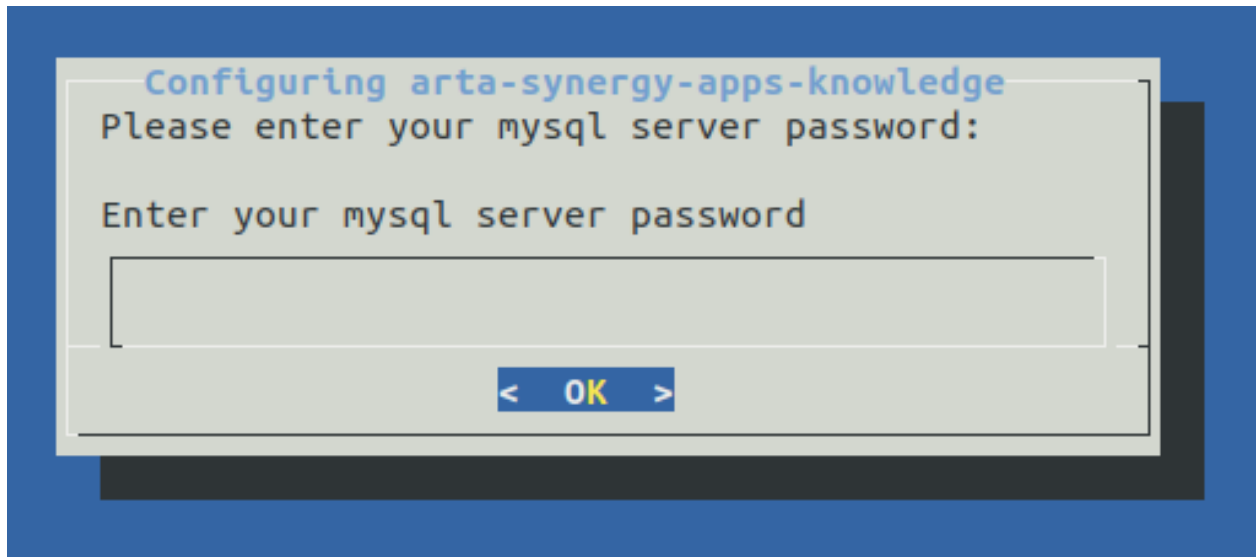 Configuring arta-synergy-apps-knowledge
Please enter your mysql server password:
Enter your mysql server password
<  OK  >